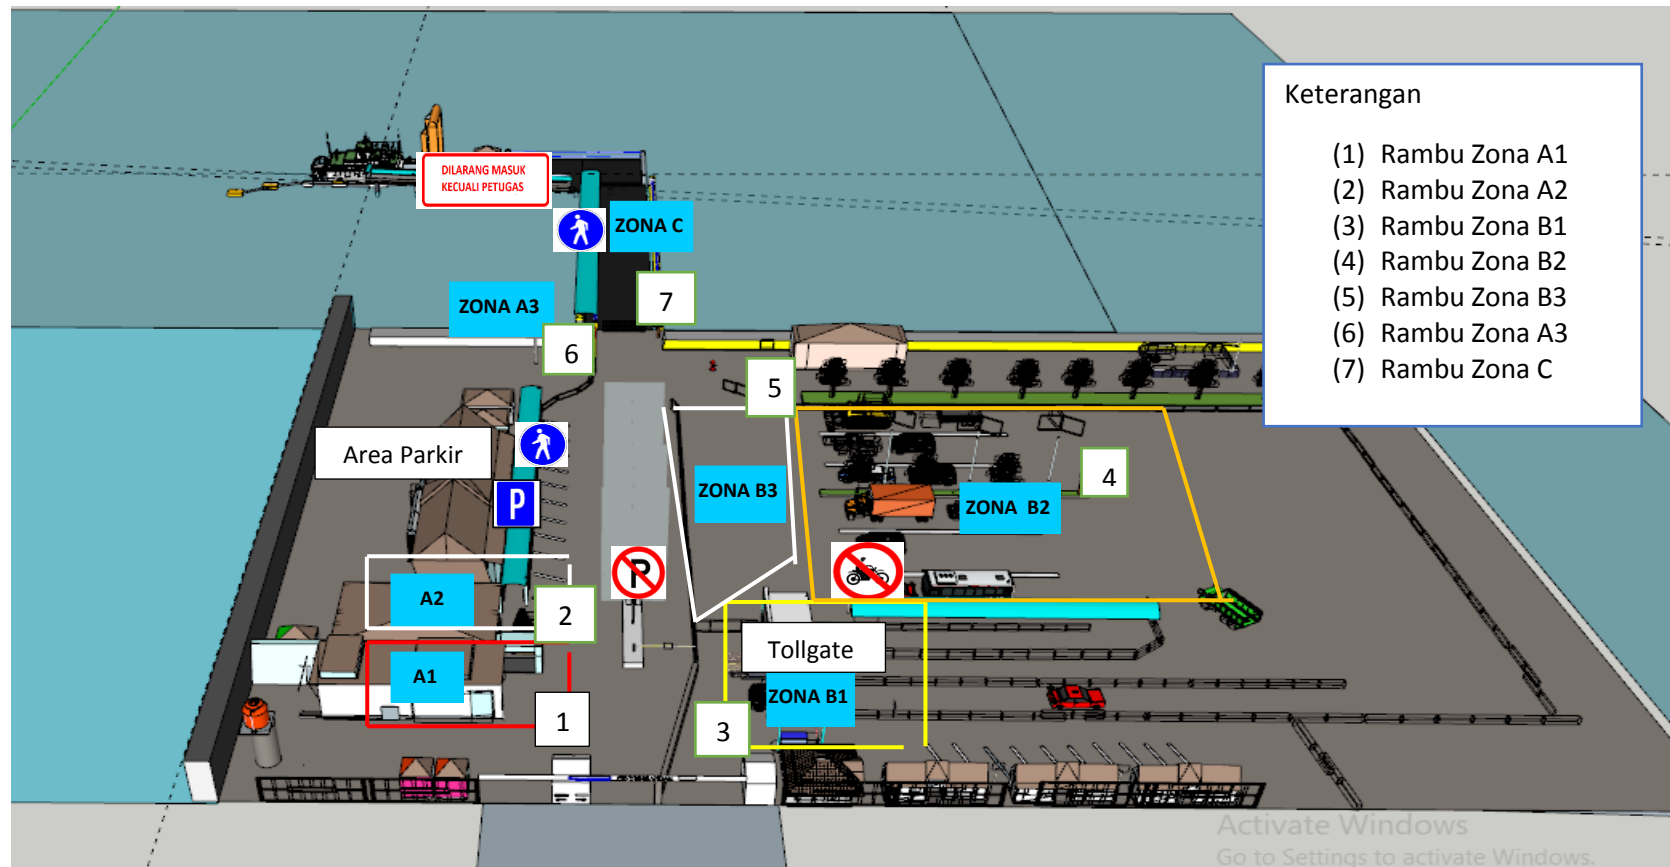 Keterangan
(1) Rambu Zona A1
(2) Rambu Zona A2
(3) Rambu Zona B1
(4) Rambu Zona B2
(5) Rambu Zona B3
(6) Rambu Zona A3
(7) Rambu Zona C
DILARANG MASUK
KECUALI PETUGAS
ZONA C
7
ZONA A3
6
5
Area Parkir
P
ZONA B3
4
ZONA B2
P
A2
2
Tollgate
A1
ZONA B1
1
3
Activate Windows
Go to Settings to activate Windows.